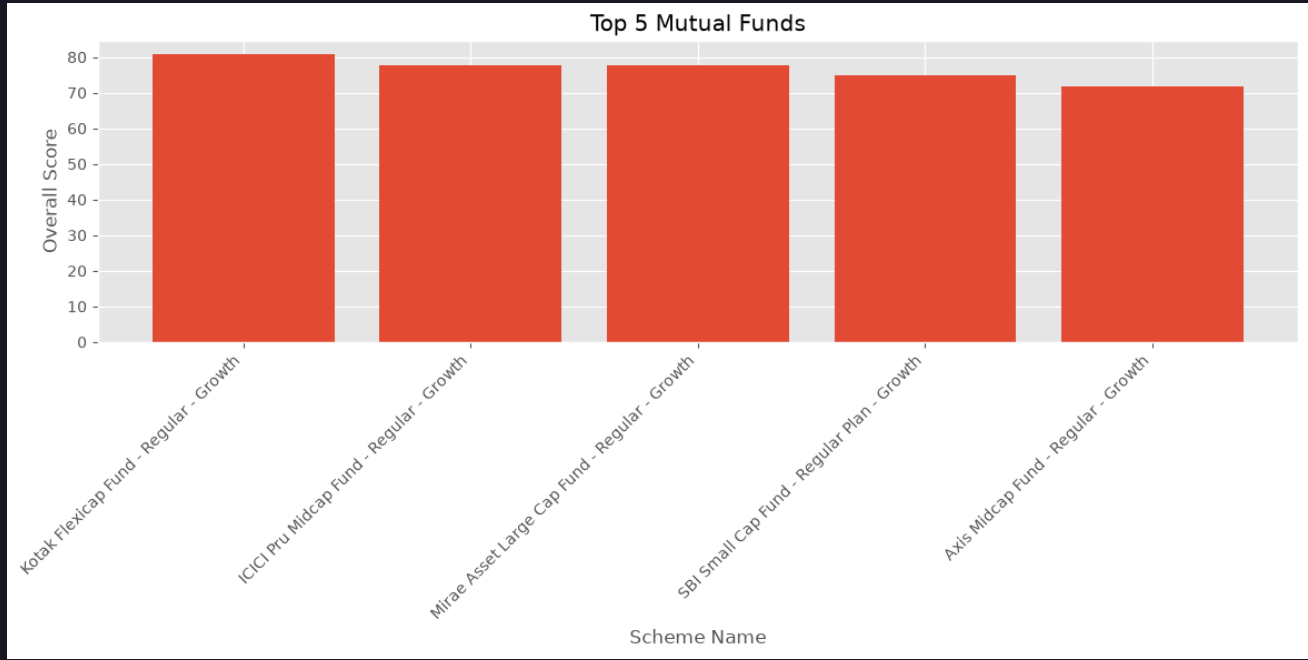 Top 5 Mutual Funds
Overall Score
80
70
60
50
40
30
20
10
0
Kotak Flexicap Fund - Regular - Growth
ICICI Pru Midcap Fund - Regular - Growth
Mirae Asset Large Cap Fund - Regular - Growth
SBI Small Cap Fund - Regular Plan - Growth
Axis Midcap Fund - Regular - Growth
Scheme Name